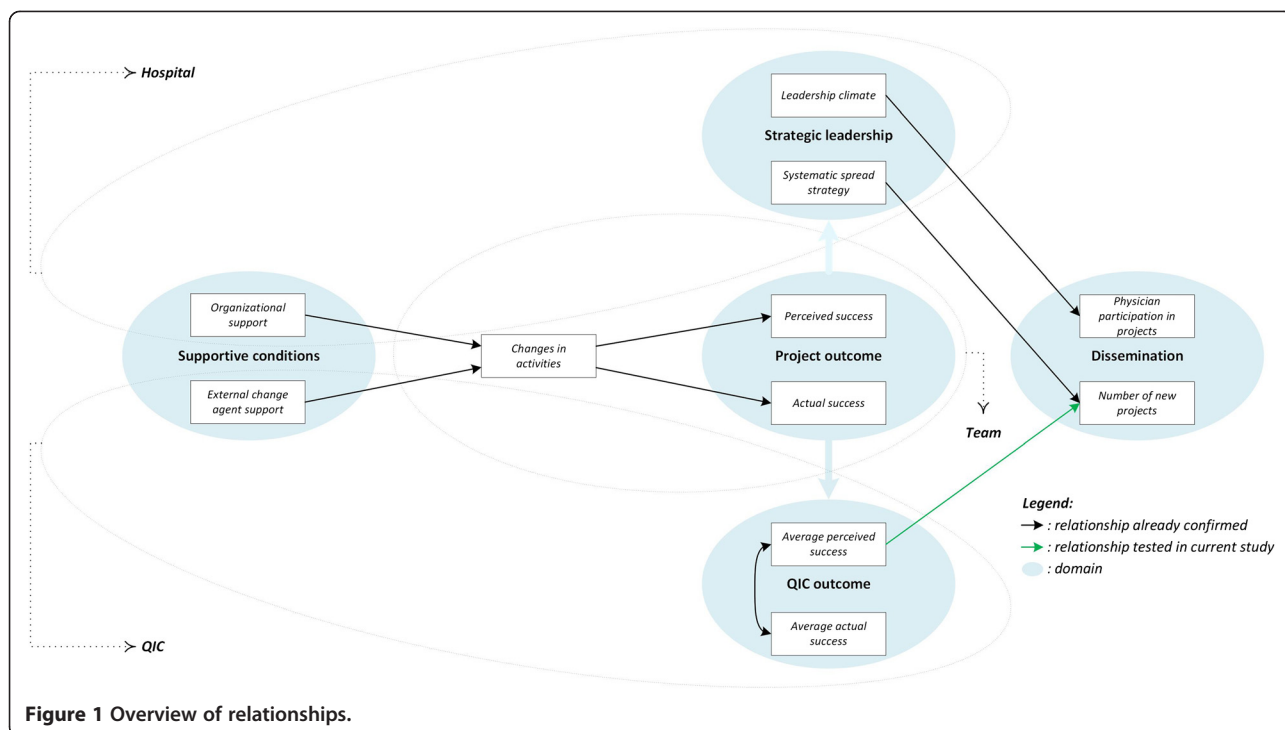 Hospital
Leadership climate
Strategic leadership
Systematic spread
strategy
Organizational
support
Supportive conditions
External change
agent support
Changes in
activities
Perceived success
Project outcome
Actual success
Team
Physician
participation in
projects
Dissemination
Number of new
projects
Average perceived
success
QIC outcome
Average actual
success
QIC
Legend:
: relationship already confirmed
: relationship tested in current study
: domain
Figure 1 Overview of relationships.